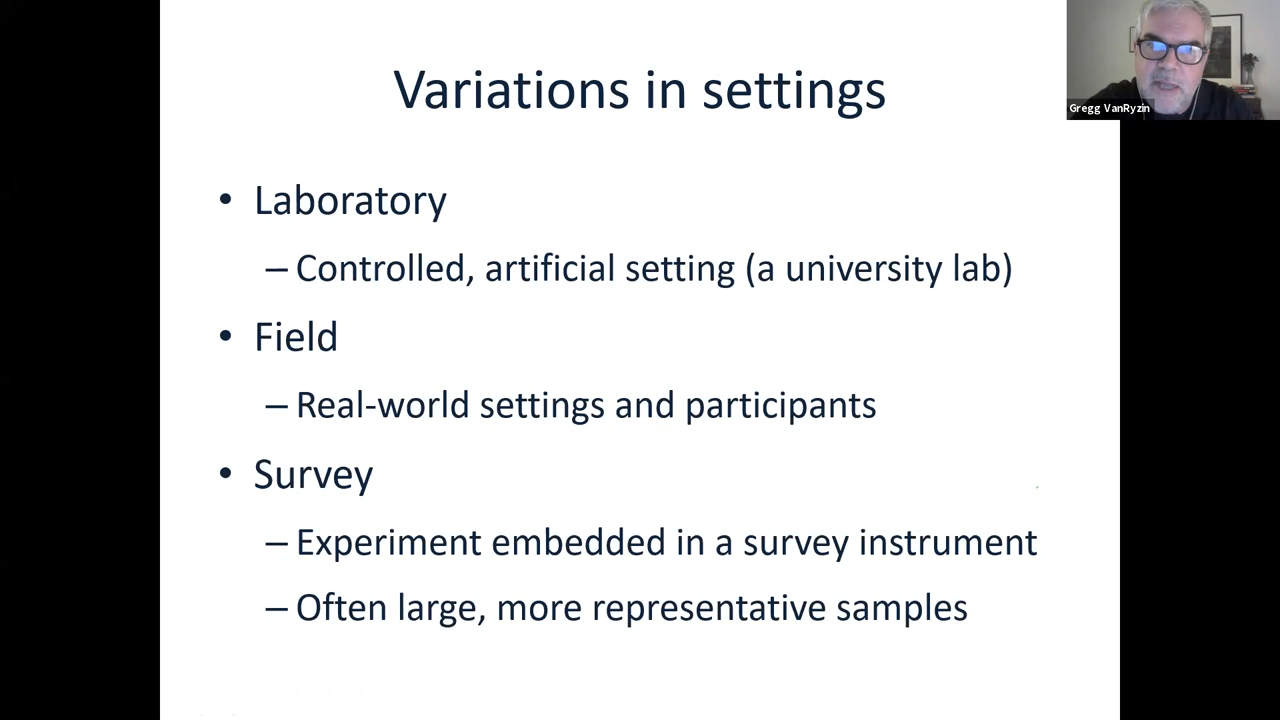 Variations in settings
Gregg VanRyzin
• Laboratory
– Controlled, artificial setting (a university lab)
• Field
– Real-world settings and participants
• Survey
– Experiment embedded in a survey instrument
– Often large, more representative samples